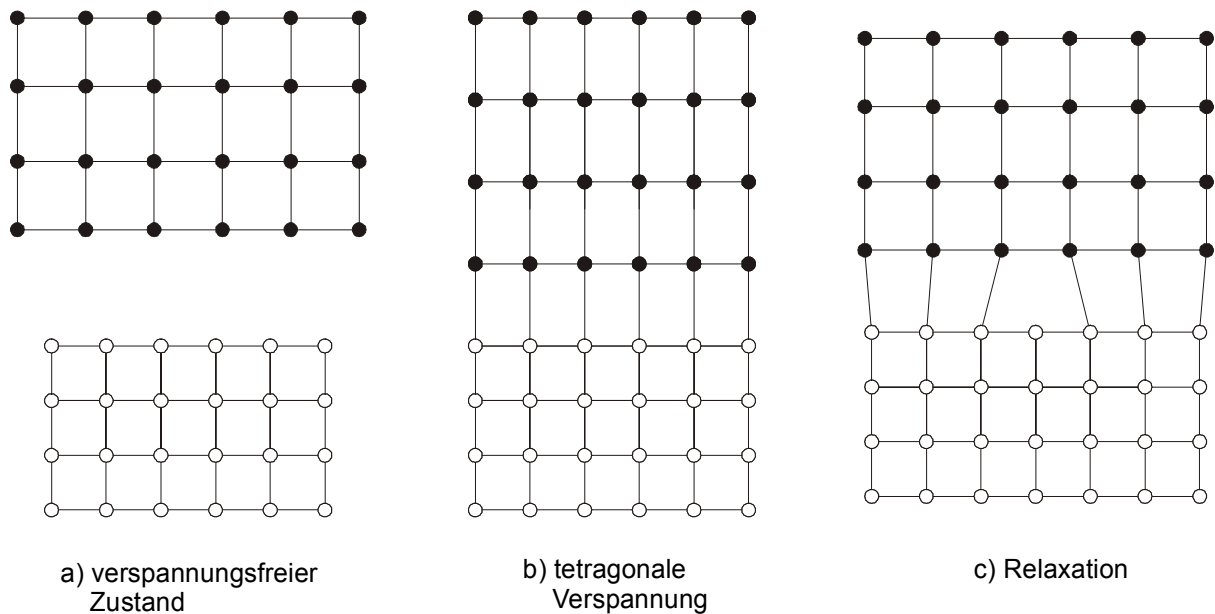 a) verspannungsfreier
Zustand
b) tetragonale
Verspannung
c) Relaxation